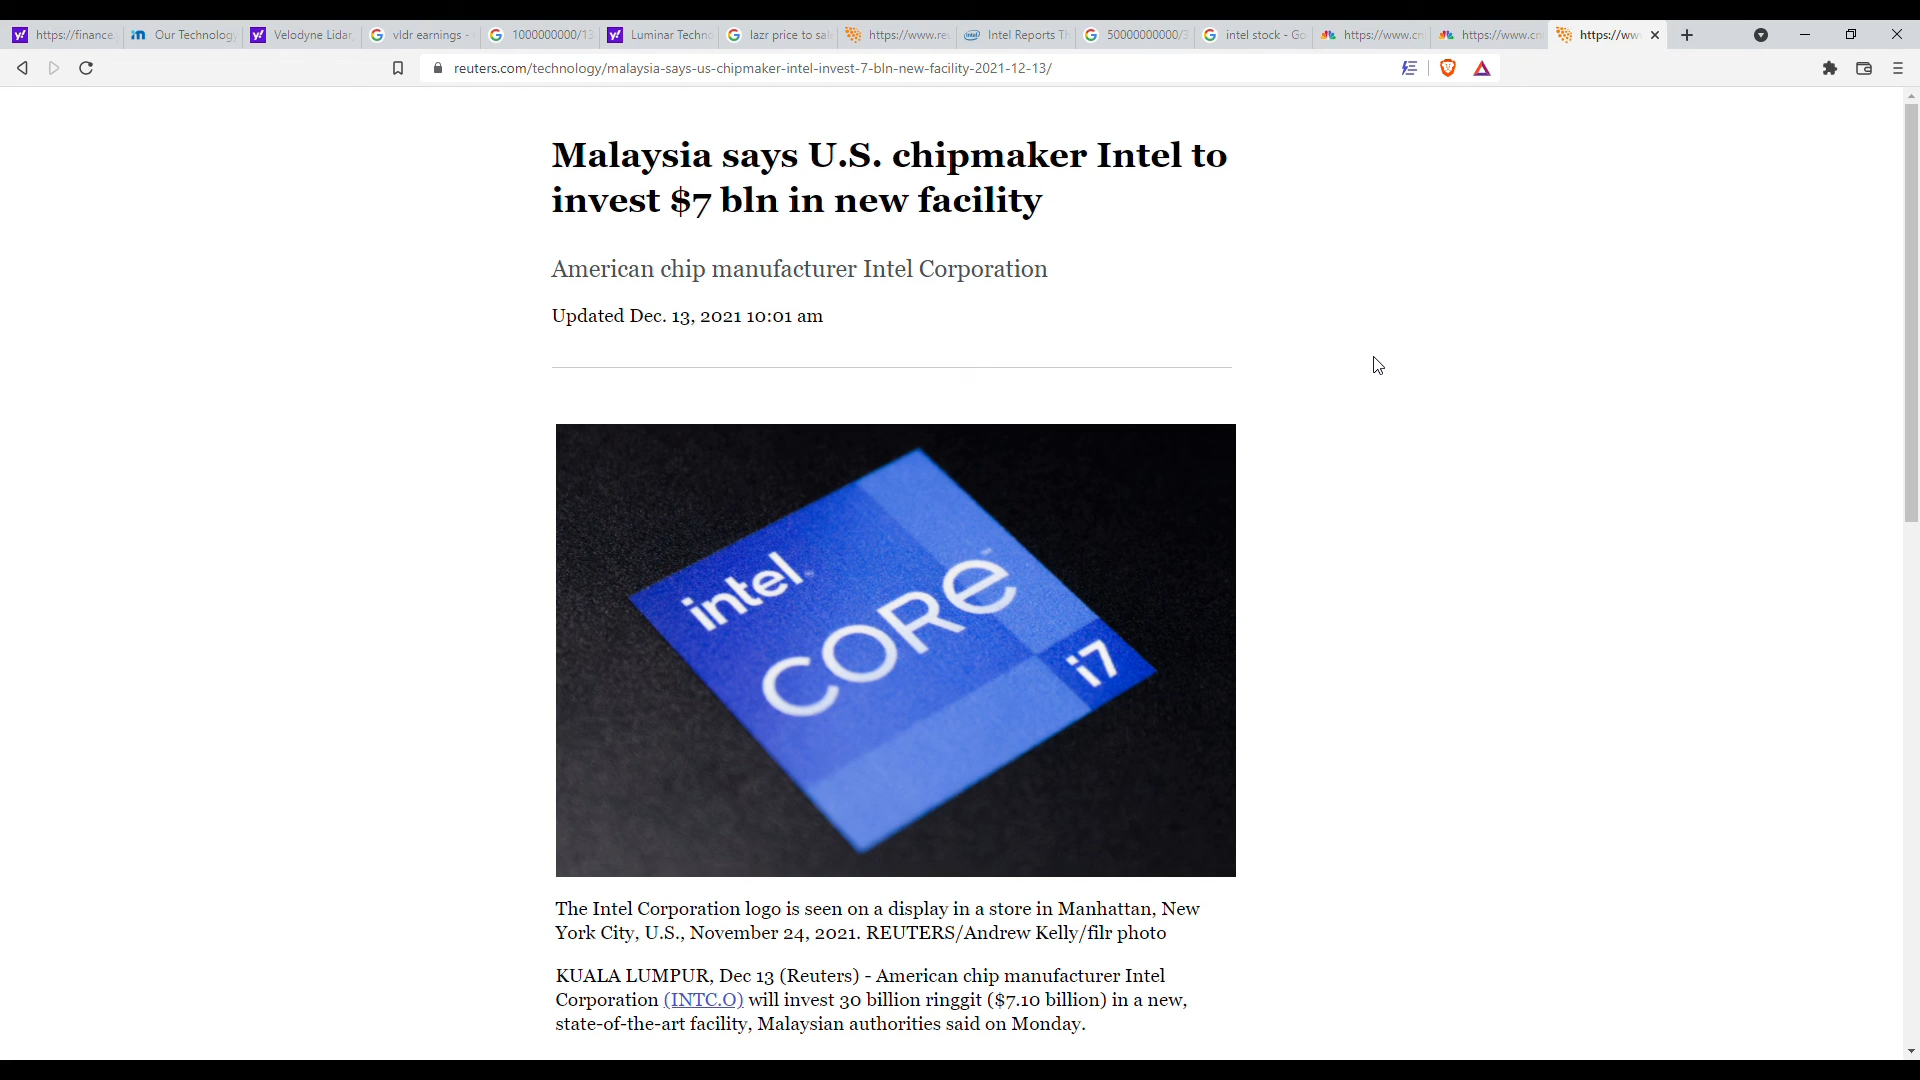 https://finance.
Our Technology
Velodyne Lidar,
vldr earnings -
1000000000/13
Luminar Techno
lazr price to sal
https://www.reu
Intel Reports Th
50000000000/3
intel stock - Go
https://www.cn
https://www.cn
https://ww
reuters.com/technology/malaysia-says-us-chipmaker-intel-invest-7-bln-new-facility-2021-12-13/
Malaysia says U.S. chipmaker Intel to
invest $7 bln in new facility
American chip manufacturer Intel Corporation
Updated Dec. 13, 2021 10:01 am
intel
CORe
i7
The Intel Corporation logo is seen on a display in a store in Manhattan, New
York City, U.S., November 24, 2021. REUTERS/Andrew Kelly/filr photo
KUALA LUMPUR, Dec 13 (Reuters) - American chip manufacturer Intel
Corporation (INTC.O) will invest 30 billion ringgit ($7.10 billion) in a new,
state-of-the-art facility, Malaysian authorities said on Monday.